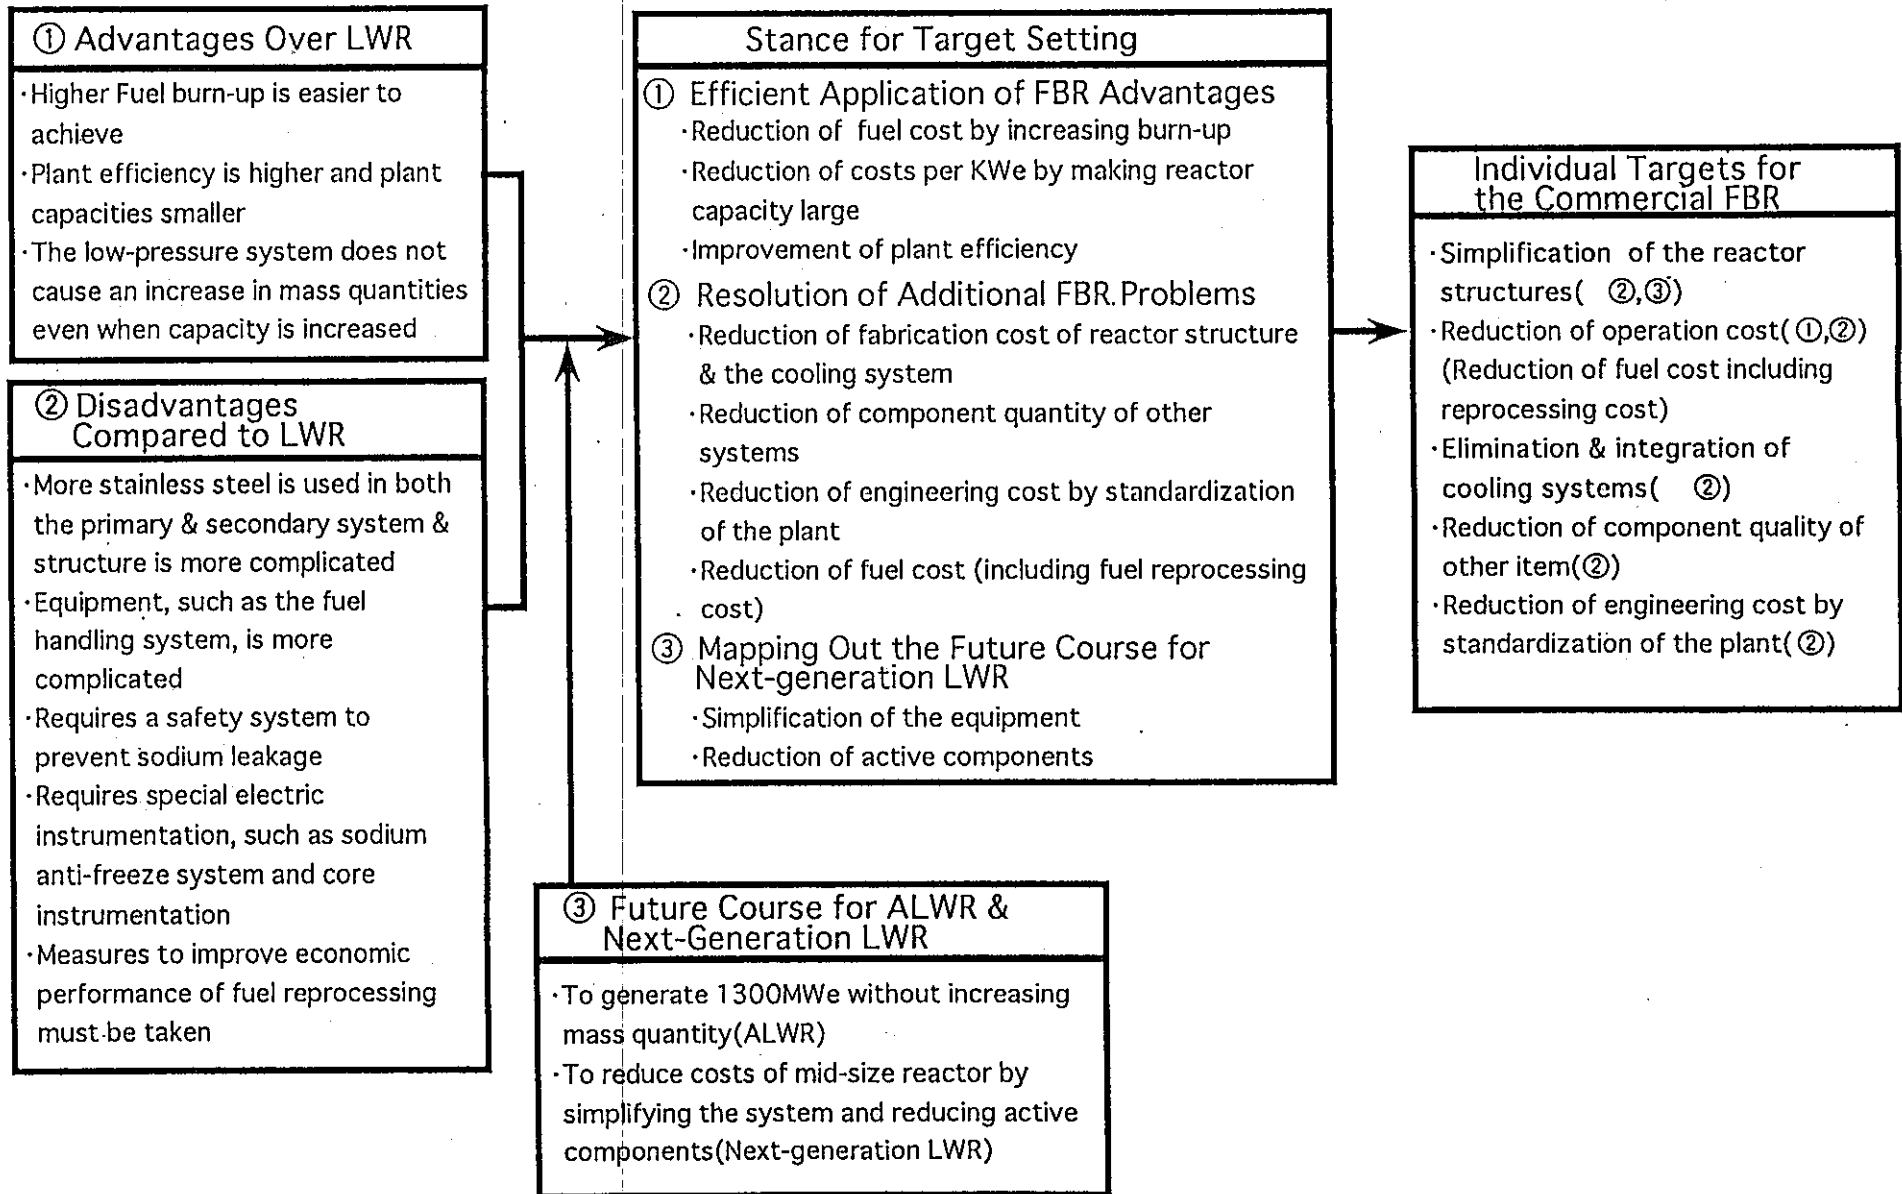 ① Advantages Over LWR
·Higher Fuel burn-up is easier to
achieve
·Plant efficiency is higher and plant
capacities smaller
·The low-pressure system does not
cause an increase in mass quantities
even when capacity is increased
② Disadvantages
Compared to LWR
·More stainless steel is used in both
the primary & secondary system &
structure is more complicated
·Equipment, such as the fuel
handling system, is more
complicated
·Requires a safety system to
prevent sodium leakage
·Requires special electric
instrumentation, such as sodium
anti-freeze system and core
instrumentation
·Measures to improve economic
performance of fuel reprocessing
must be taken
Stance for Target Setting
① Efficient Application of FBR Advantages
·Reduction of fuel cost by increasing burn-up
·Reduction of costs per KWe by making reactor
capacity large
·Improvement of plant efficiency
② Resolution of Additional FBR.Problems
·Reduction of fabrication cost of reactor structure
& the cooling system
·Reduction of component quantity of other
systems
·Reduction of engineering cost by standardization
of the plant
·Reduction of fuel cost (including fuel reprocessing
cost)
③ Mapping Out the Future Course for
Next-generation LWR
·Simplification of the equipment
·Reduction of active components
③ Future Course for ALWR &
Next-Generation LWR
·To generate 1300MWe without increasing
mass quantity(ALWR)
·To reduce costs of mid-size reactor by
simplifying the system and reducing active
components(Next-generation LWR)
Individual Targets for
the Commercial FBR
·Simplification of the reactor
structures( ②,③)
·Reduction of operation cost(①,②)
(Reduction of fuel cost including
reprocessing cost)
·Elimination & integration of
cooling systems( ②)
·Reduction of component quality of
other item(②)
·Reduction of engineering cost by
standardization of the plant(②)